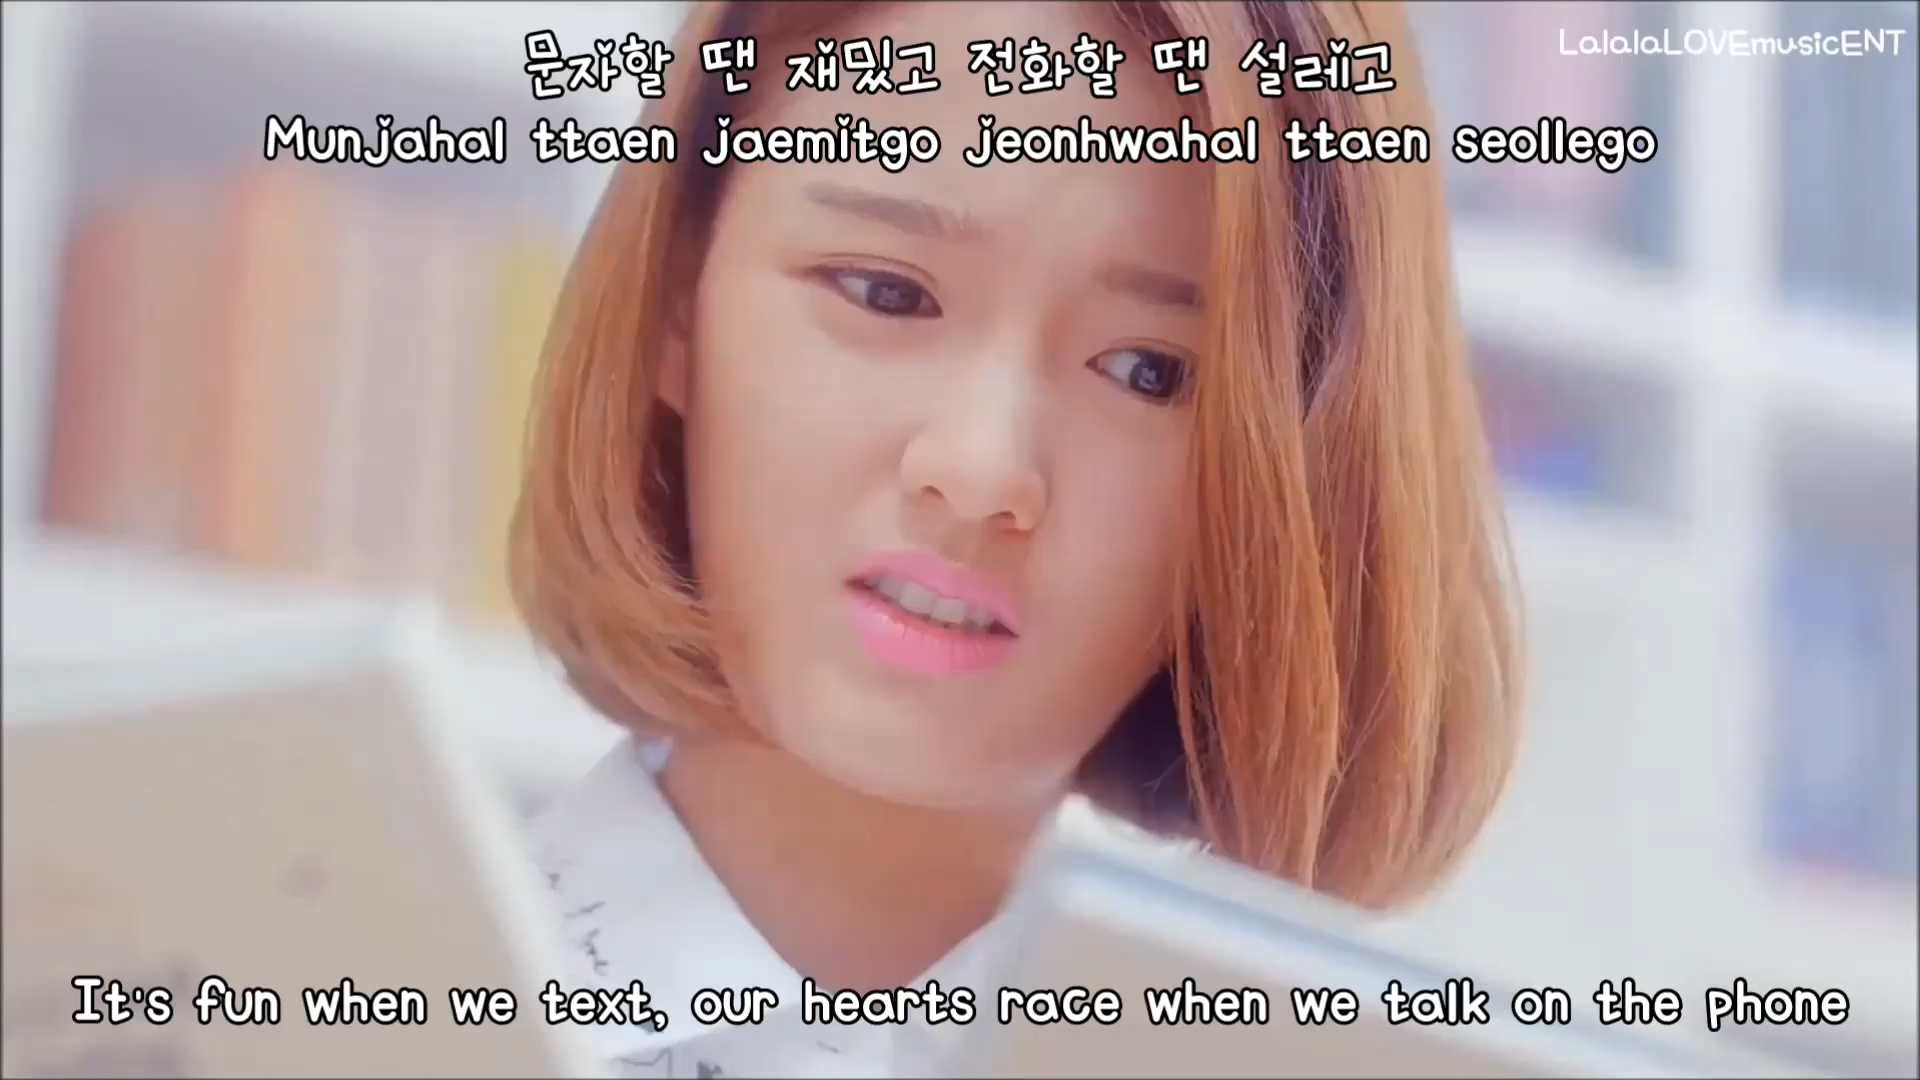 LalalaLOVEmusicENT
문자할 땐 재밌고 전화할 땐 설레고
Munjahal ttaen jaemitgo jeonhwahal ttaen seollego
It's fun when we text, our hearts race when we talk on the phone